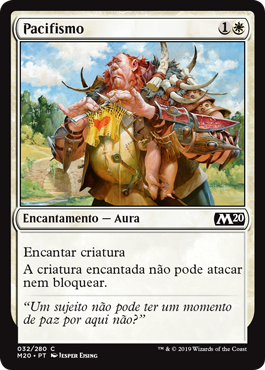 Pacifismo 1
Encantamento — Aura M20
Encantar criatura
A criatura encantada não pode atacar
nem bloquear.
“Um sujeito não pode ter um momento
de paz por aqui não?”
032/280 C
M20 • PT Jesper Ejsing ™ & © 2019 Wizards of the Coast